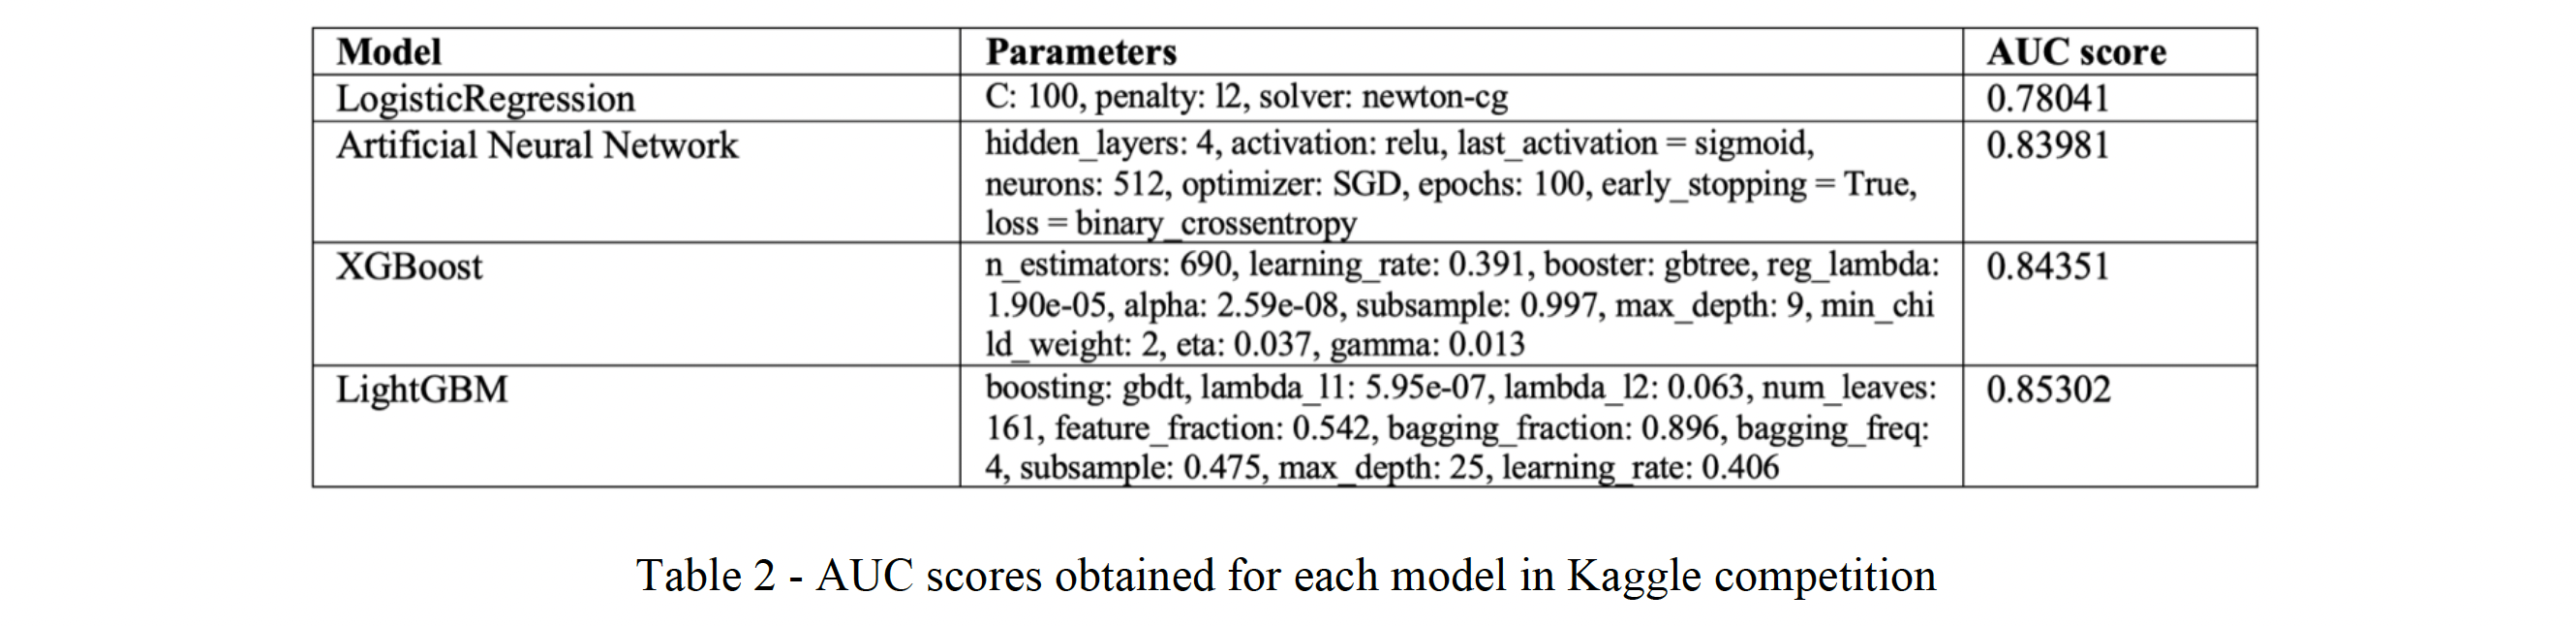 Model Parameters AUC score
LogisticRegression C: 100, penalty: l2, solver: newton-cg 0.78041
Artificial Neural Network hidden_layers: 4, activation: relu, last_activation = sigmoid, 0.83981
neurons: 512, optimizer: SGD, epochs: 100, early_stopping = True,
loss = binary_crossentropy
XGBoost n_estimators: 690, learning_rate: 0.391, booster: gbtree, reg_lambda: 0.84351
1.90e-05, alpha: 2.59e-08, subsample: 0.997, max_depth: 9, min_chi
ld_weight: 2, eta: 0.037, gamma: 0.013
LightGBM boosting: gbdt, lambda_l1: 5.95e-07, lambda_l2: 0.063, num_leaves: 0.85302
161, feature_fraction: 0.542, bagging_fraction: 0.896, bagging_freq:
4, subsample: 0.475, max_depth: 25, learning_rate: 0.406
Table 2 - AUC scores obtained for each model in Kaggle competition